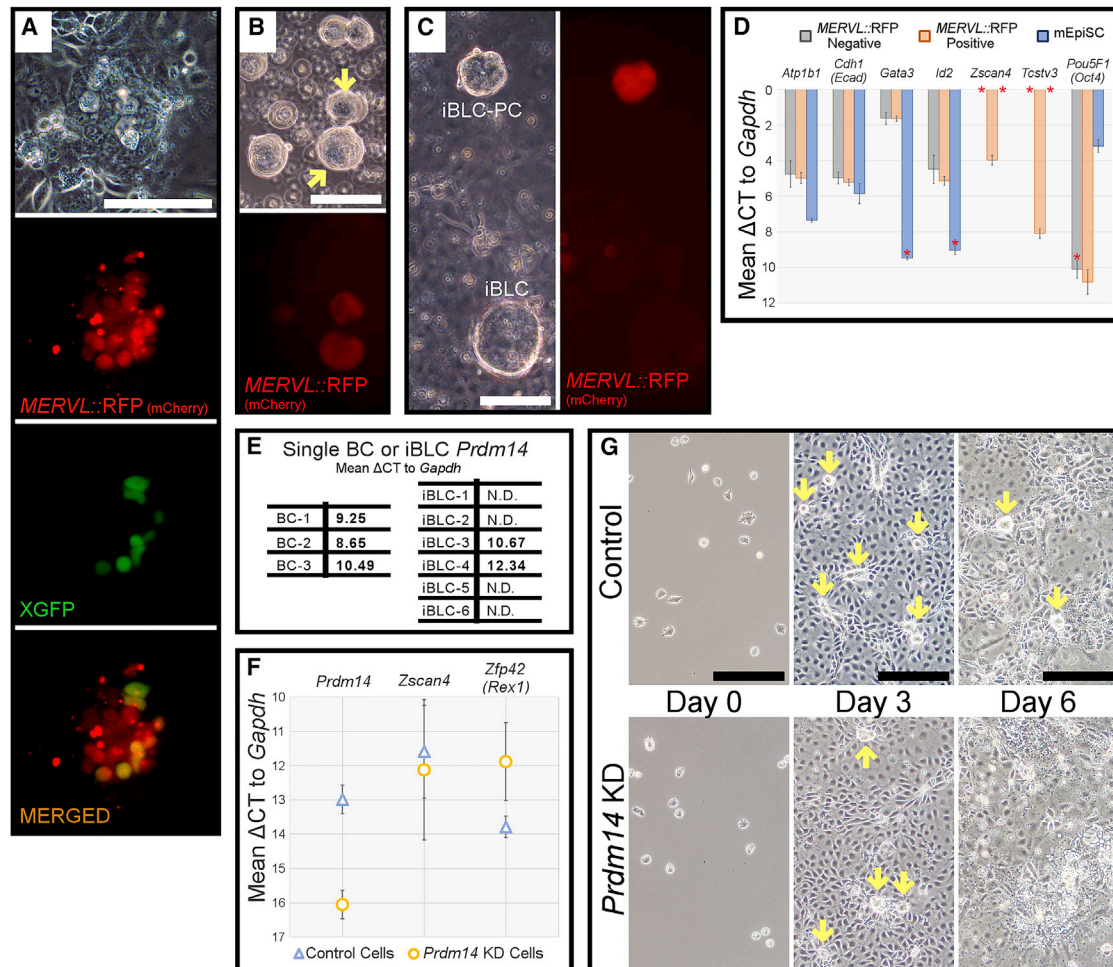 A
MERVL::RFP (mCherry)
XGFP
MERGED
B
MERVL::RFP
(mCherry)
C
iBLC-PC
iBLC
MERVL::RFP
(mCherry)
D
MERVL::RFP
Negative
MERVL::RFP
Positive
mEpiSC
Atp1b1
Cdh1
(Ecad)
Gata3
Id2
Zscan4
Tcstv3
Pou5F1
(Oct4)
Mean ΔCT to Gapdh
0
2
4
6
8
10
12
* * * * * * *
E
Single BC or iBLC Prdm14
Mean ΔCT to Gapdh
BC-1 9.25
BC-2 8.65
BC-3 10.49
iBLC-1 N.D.
iBLC-2 N.D.
iBLC-3 10.67
iBLC-4 12.34
iBLC-5 N.D.
iBLC-6 N.D.
F
Prdm14
Zscan4
Zfp42
(Rex1)
Mean ΔCT to Gapdh
10
11
12
13
14
15
16
17
Control Cells
Prdm14 KD Cells
G
Control
Day 0
Day 3
Day 6
Prdm14 KD